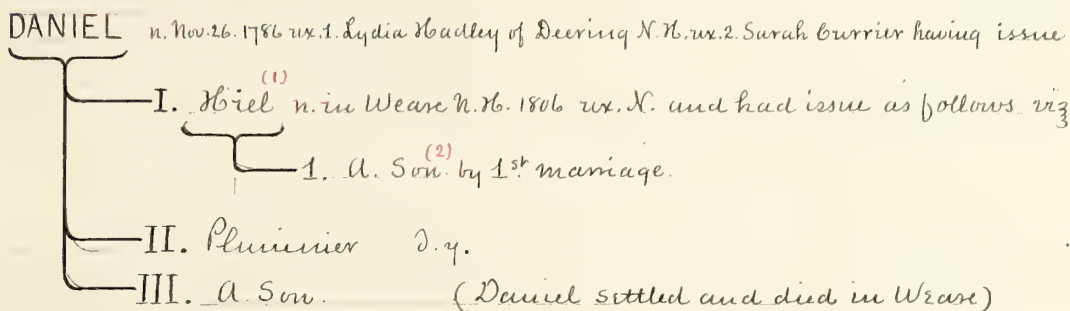 DANIEL n. Nov. 26. 1786 ux. 1. Lydia Hadley of Deering N.H. ux. 2. Sarah Currier having issue
I. Hiel (1) n. in Weare N.H. 1806 ux. N. and had issue as follows viz
1. A. Son. (2) by 1st. marriage.
II. Plummer d.y.
III. A Son. (Daniel settled and died in Weare)